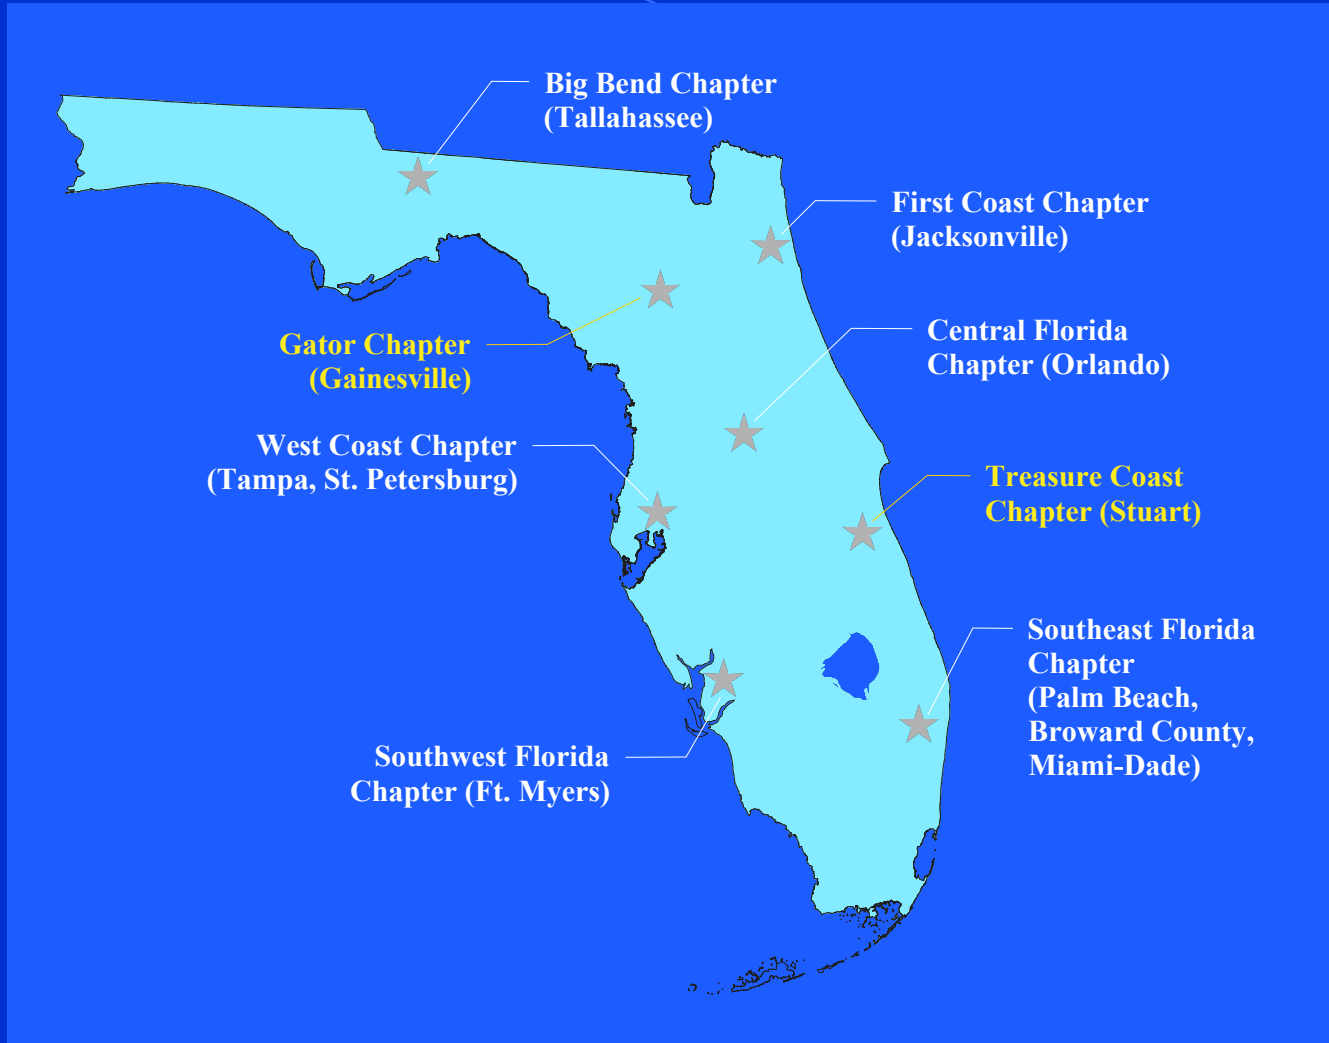 Big Bend Chapter
(Tallahassee)
First Coast Chapter
(Jacksonville)
Gator Chapter
(Gainesville)
Central Florida
Chapter (Orlando)
West Coast Chapter
(Tampa, St. Petersburg)
Treasure Coast
Chapter (Stuart)
Southeast Florida
Chapter
(Palm Beach,
Broward County,
Miami-Dade)
Southwest Florida
Chapter (Ft. Myers)